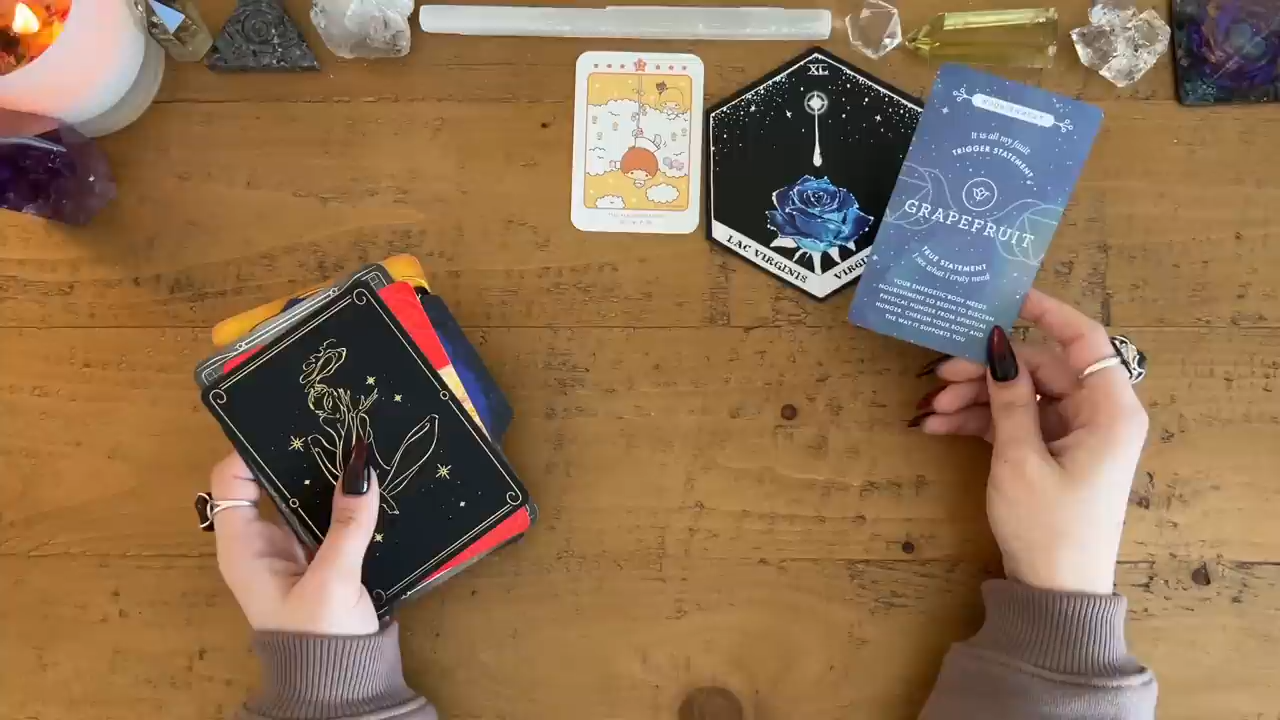 XL
LAC VIRGINIS
NOURISHMENT
It is all my fault
TRIGGER STATEMENT
GRAPEFRUIT
TRUE STATEMENT
I see what I truly need
YOUR ENERGETIC BODY NEEDS
NOURISHMENT SO BEGIN TO DISCERN
PHYSICAL HUNGER FROM SPIRITUAL
HUNGER. CHERISH YOUR BODY AND
THE WAY IT SUPPORTS YOU